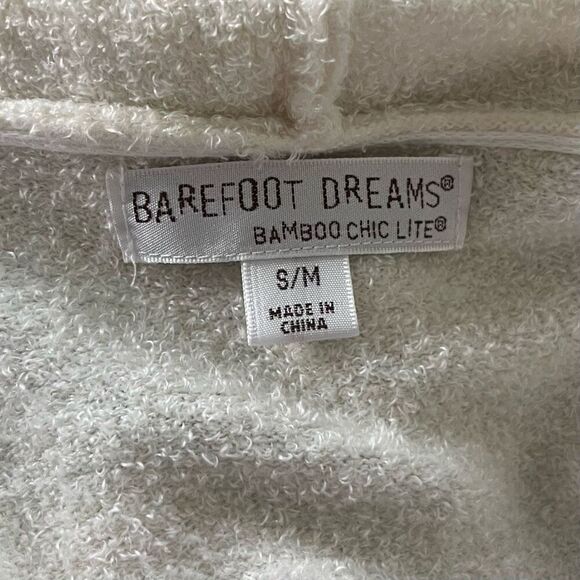 BAREFOOT DREAMS®
BAMBOO CHIC LITE®
S/M
MADE IN
CHINA